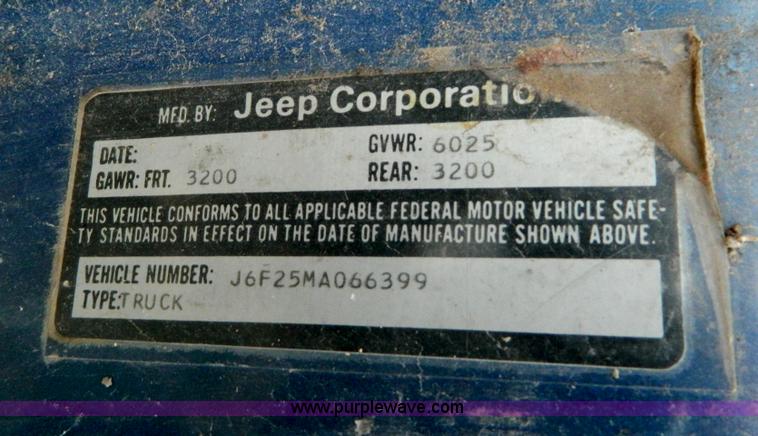 MFD. BY: Jeep Corporatio
DATE:
GVWR: 6025
GAWR: FRT. 3200
REAR: 3200
THIS VEHICLE CONFORMS TO ALL APPLICABLE FEDERAL MOTOR VEHICLE SAFE-
TY STANDARDS IN EFFECT ON THE DATE OF MANUFACTURE SHOWN ABOVE.
VEHICLE NUMBER: J6F25MA066399
TYPE:TRUCK
www.purplewave.com